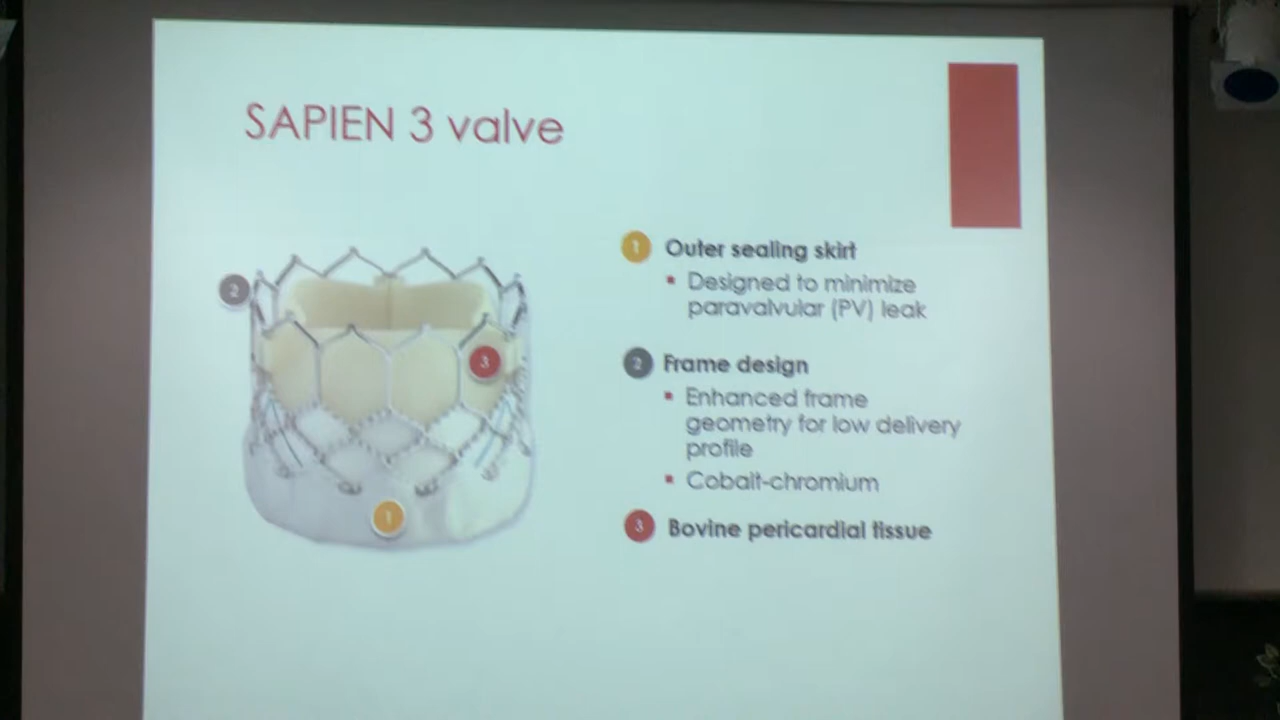 SAPIEN 3 valve
2
3
1
1 Outer sealing skirt
▪ Designed to minimize
paravalvular (PV) leak
2 Frame design
▪ Enhanced frame
geometry for low delivery
profile
▪ Cobalt-chromium
3 Bovine pericardial tissue